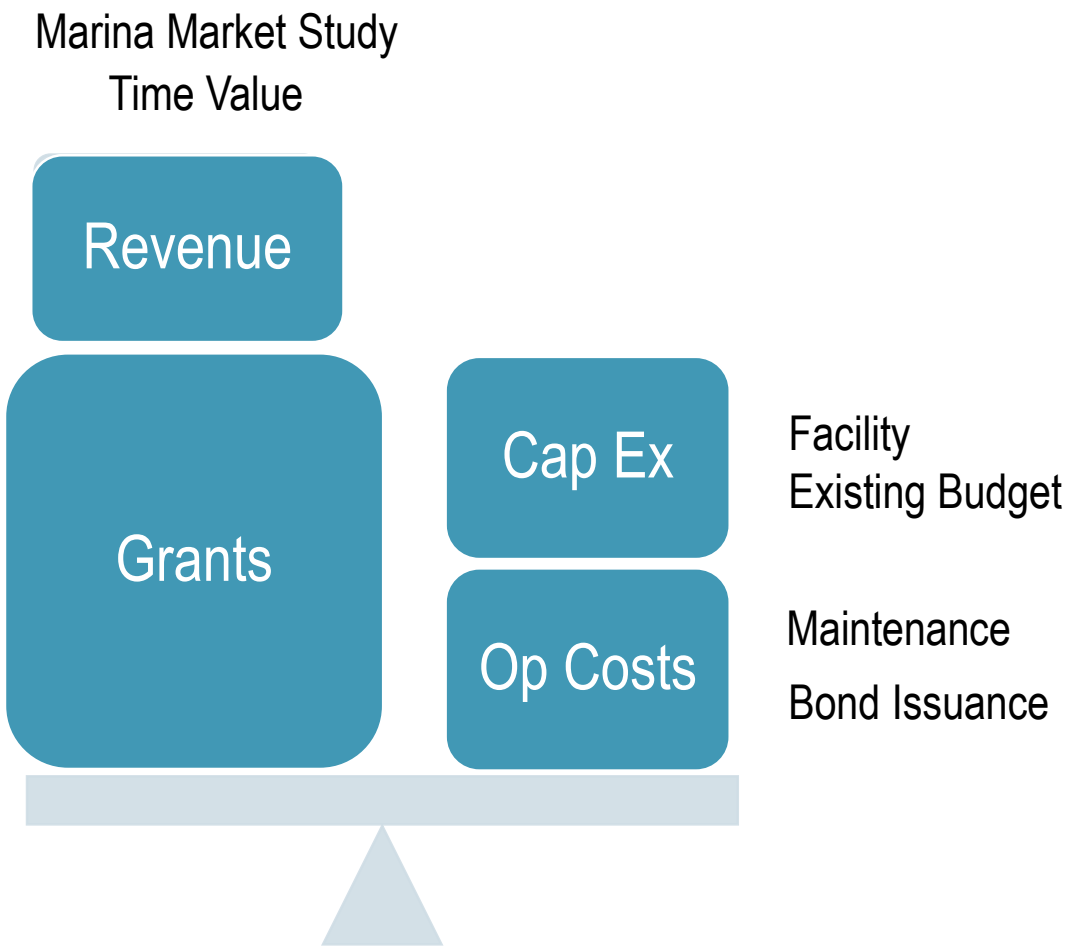 Marina Market Study
Time Value
Revenue
Grants
Cap Ex
Op Costs
Facility
Existing Budget
Maintenance
Bond Issuance